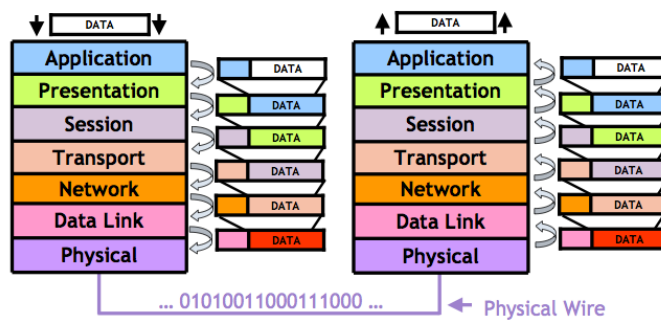 DATA
Application
Presentation
Session
Transport
Network
Data Link
Physical
DATA
DATA
DATA
DATA
DATA
DATA
DATA
Application
Presentation
Session
Transport
Network
Data Link
Physical
DATA
DATA
DATA
DATA
DATA
DATA
... 01010011000111000 ...
Physical Wire